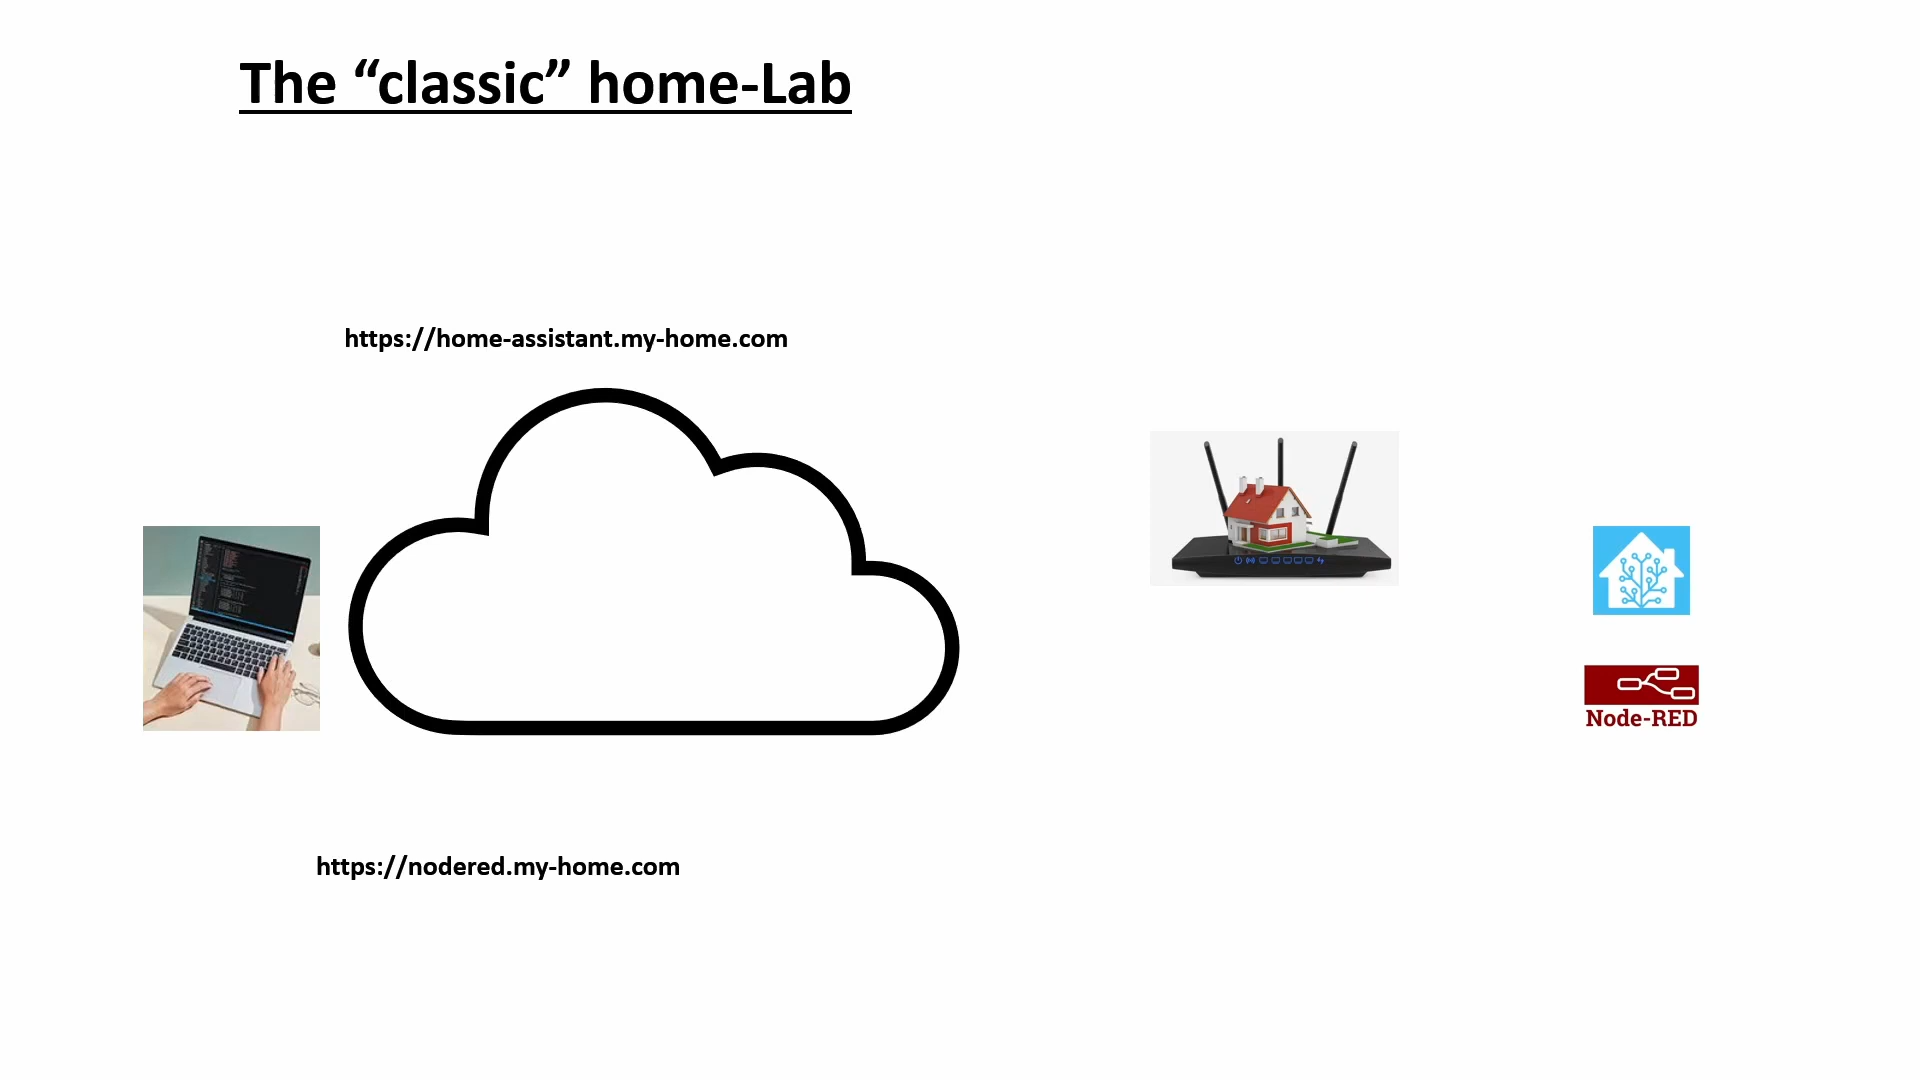 The “classic” home-Lab
https://home-assistant.my-home.com
Node-RED
https://nodered.my-home.com